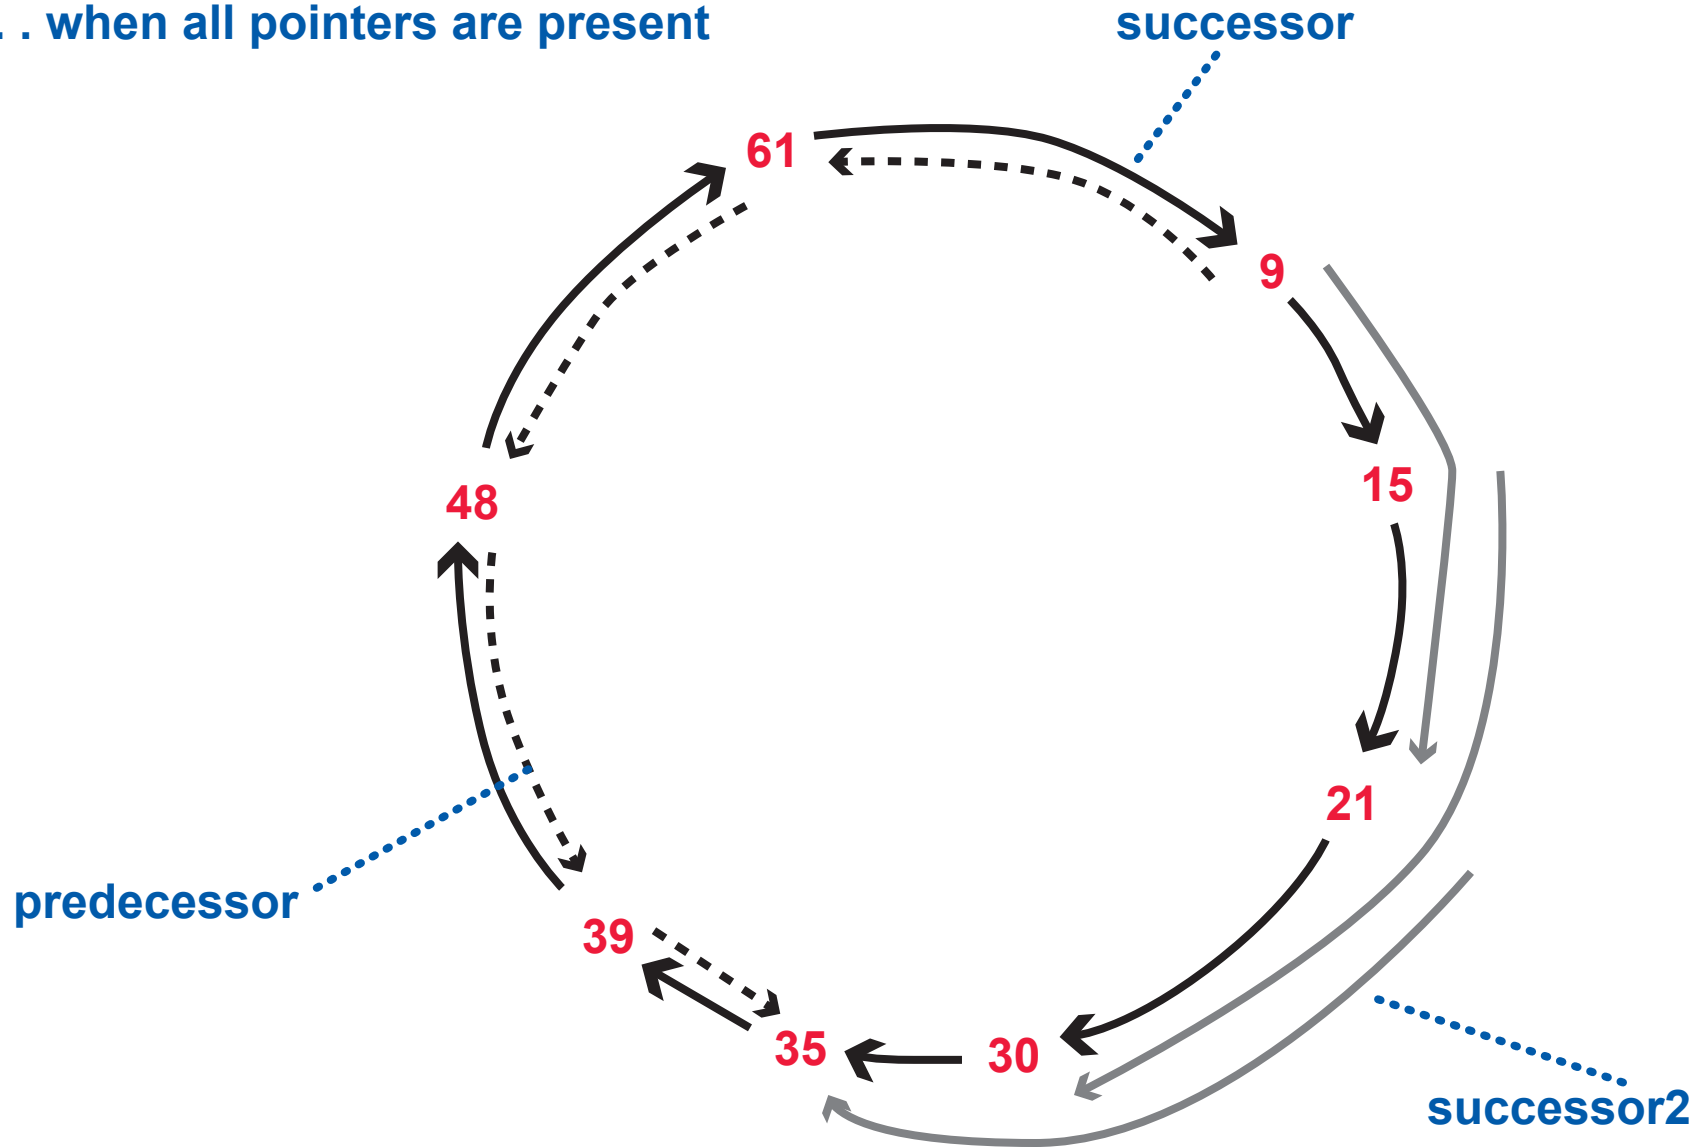 . . when all pointers are present
successor
61
9
15
48
21
predecessor
39
35
30
successor2